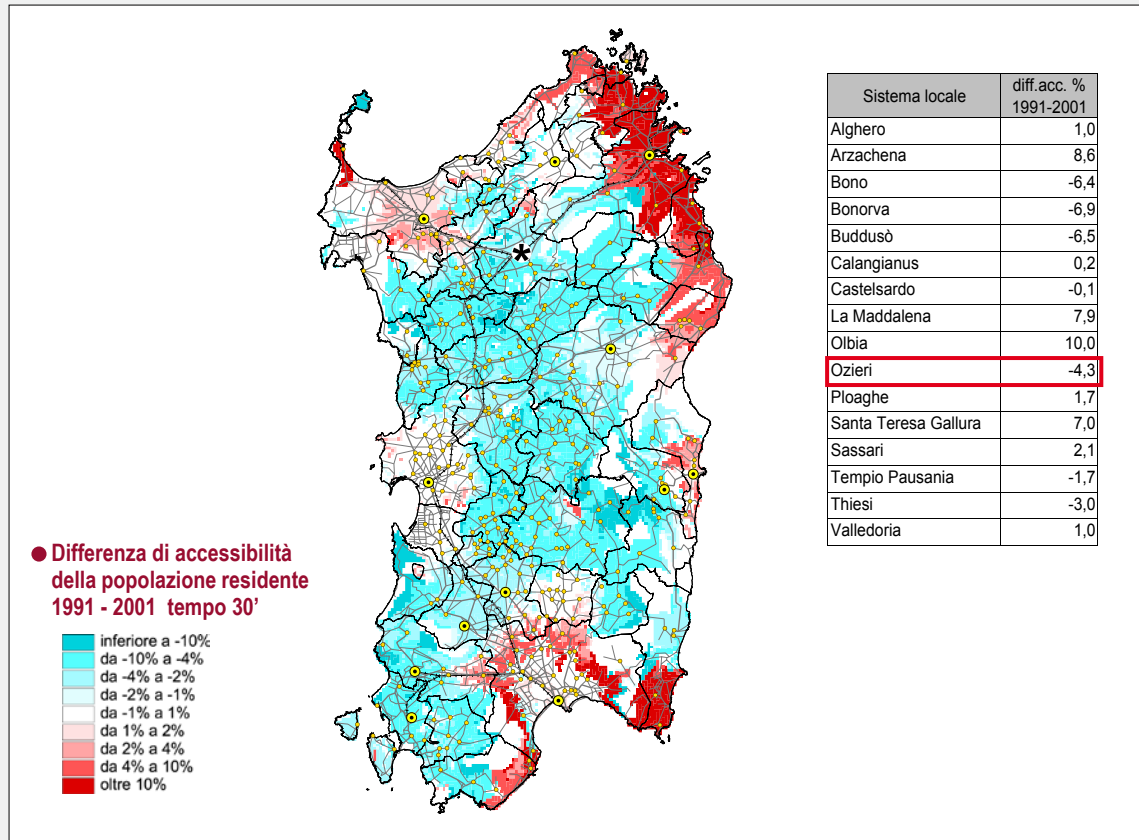 Sistema locale diff.acc. % 1991-2001
Alghero 1,0
Arzachena 8,6
Bono -6,4
Bonorva -6,9
Buddusò -6,5
Calangianus 0,2
Castelsardo -0,1
La Maddalena 7,9
Olbia 10,0
Ozieri -4,3
Ploaghe 1,7
Santa Teresa Gallura 7,0
Sassari 2,1
Tempio Pausania -1,7
Thiesi -3,0
Valledoria 1,0
*
Differenza di accessibilità
della popolazione residente
1991 - 2001 tempo 30’
inferiore a -10%
da -10% a -4%
da -4% a -2%
da -2% a -1%
da -1% a 1%
da 1% a 2%
da 2% a 4%
da 4% a 10%
oltre 10%